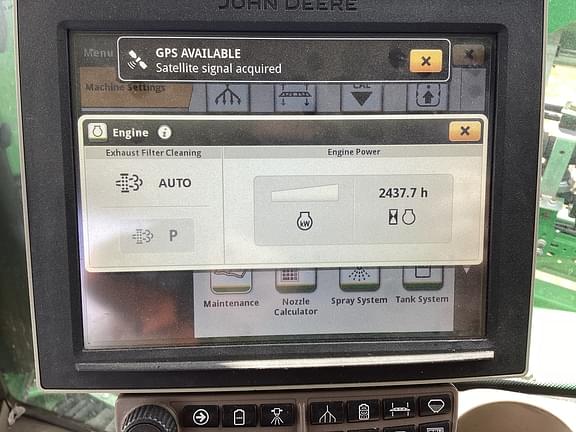 JOHN DEERE
Menu
GPS AVAILABLE
Satellite signal acquired
Machine Settings
CAL
Engine
Exhaust Filter Cleaning
Engine Power
AUTO
2437.7 h
kW
P
Maintenance
Nozzle
Calculator
Spray System
Tank System